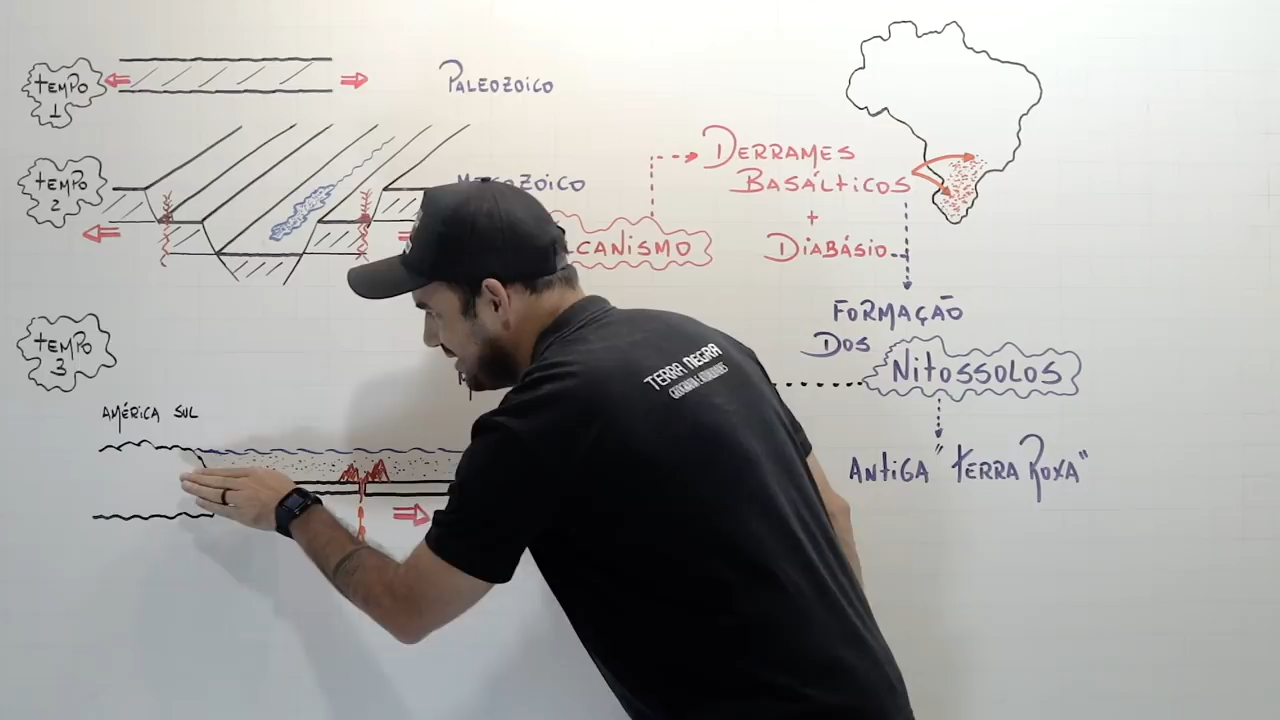 TEMPO
1
PALEOZOICO
TEMPO
2
DERRAMES
BASÁLTICOS
+
DIABÁSIO
FORMAÇÃO
DOS
NITOSSOLOS
ANTIGA "TERRA ROXA"
TEMPO
3
AMÉRICA SUL
TERRA NEGRA